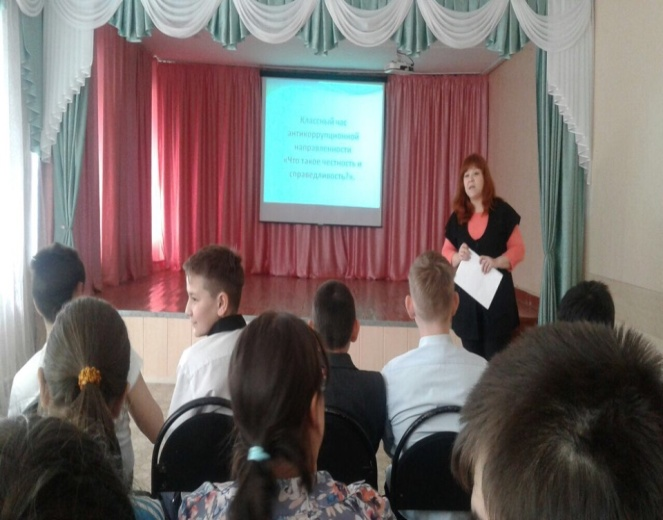 Классный час
антикоррупционной
направленности
«Что такое честность и
справедливость?».